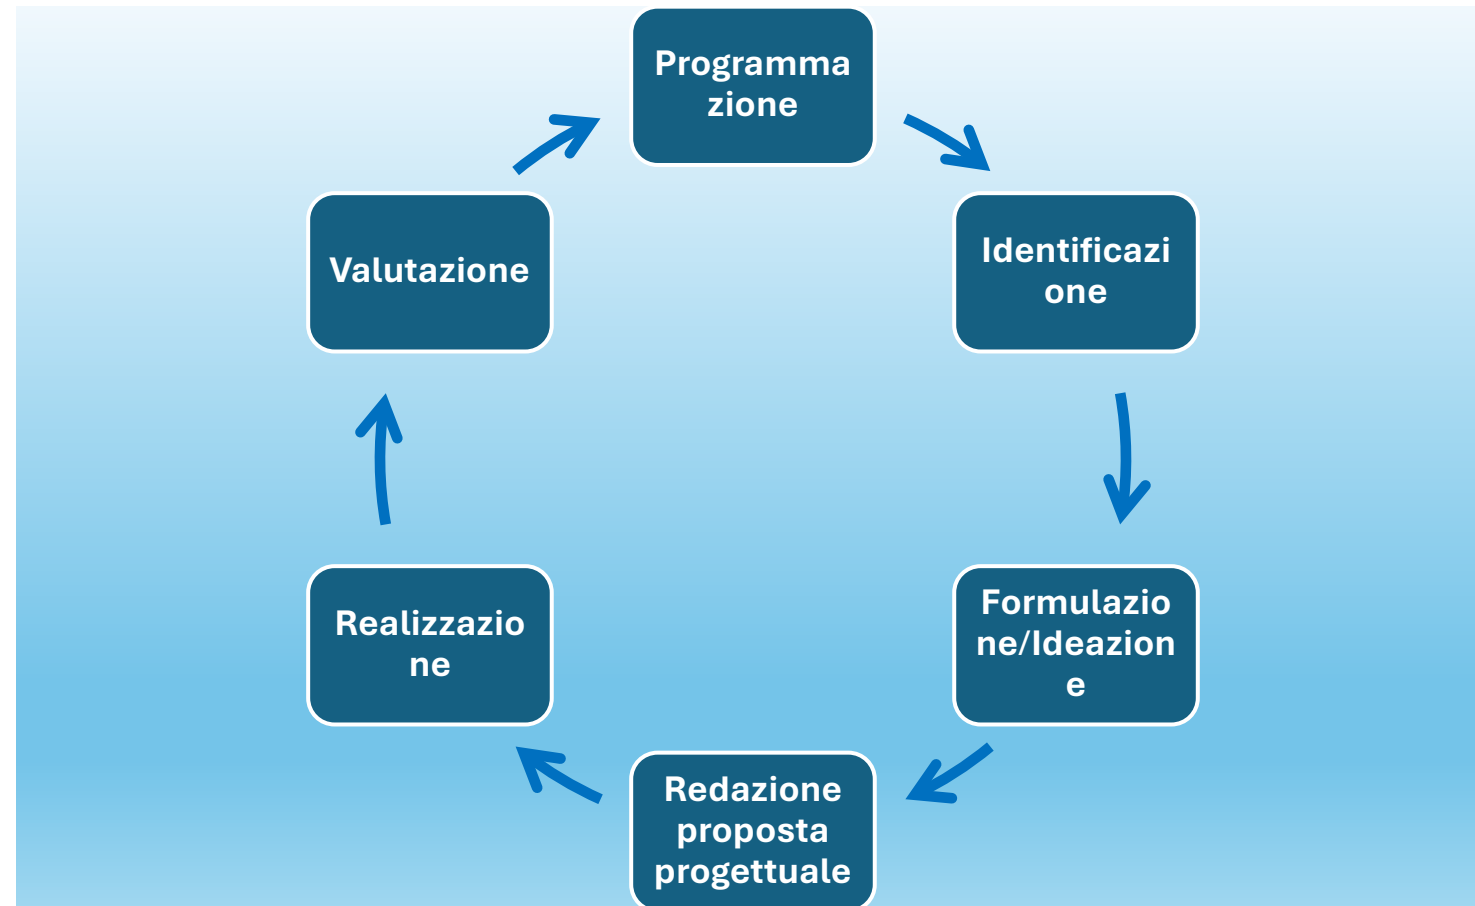 Programma
zione
Valutazione
Identificazi
one
Realizzazio
ne
Formulazio
ne/Ideazion
e
Redazione
proposta
progettuale